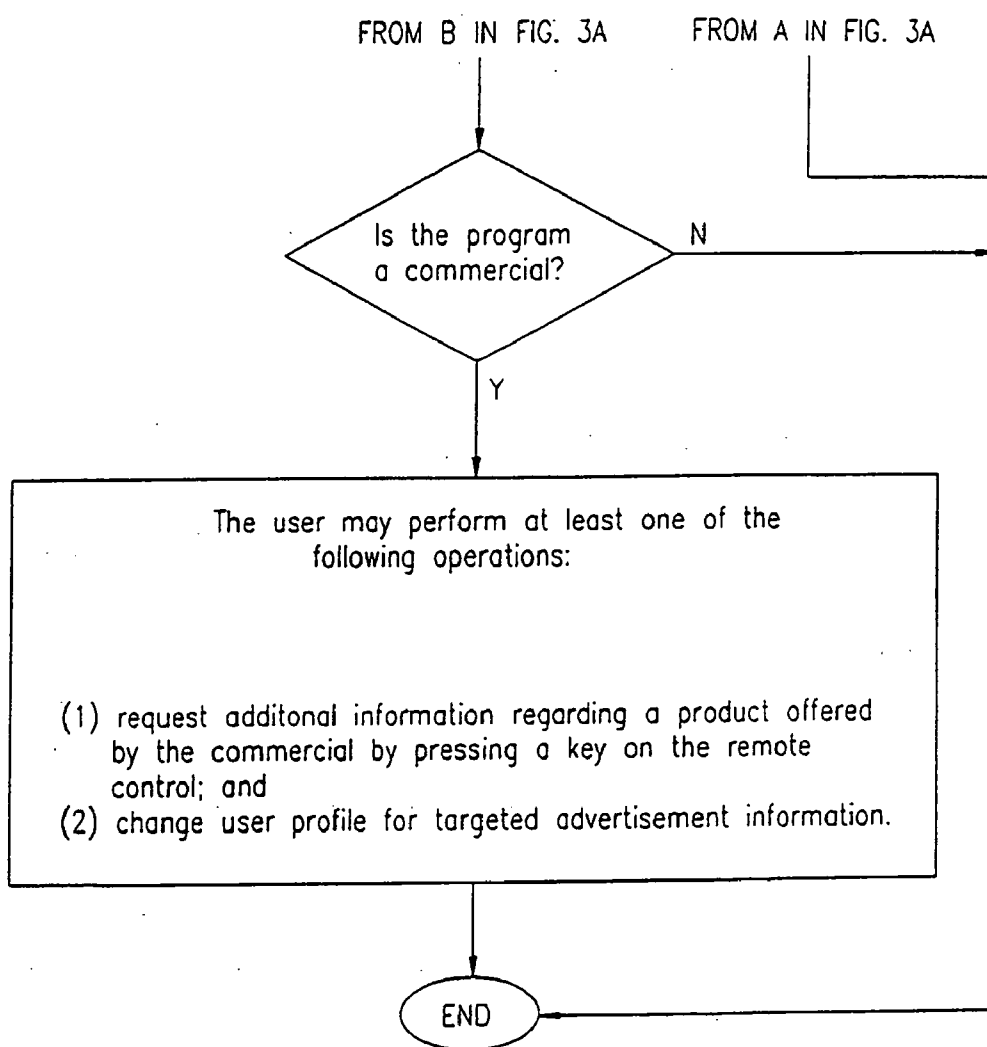 FROM B IN FIG. 3A
FROM A IN FIG. 3A
Is the program
a commercial?
N
Y
The user may perform at least one of the
following operations:
(1) request additonal information regarding a product offered
by the commercial by pressing a key on the remote
control; and
(2) change user profile for targeted advertisement information.
END